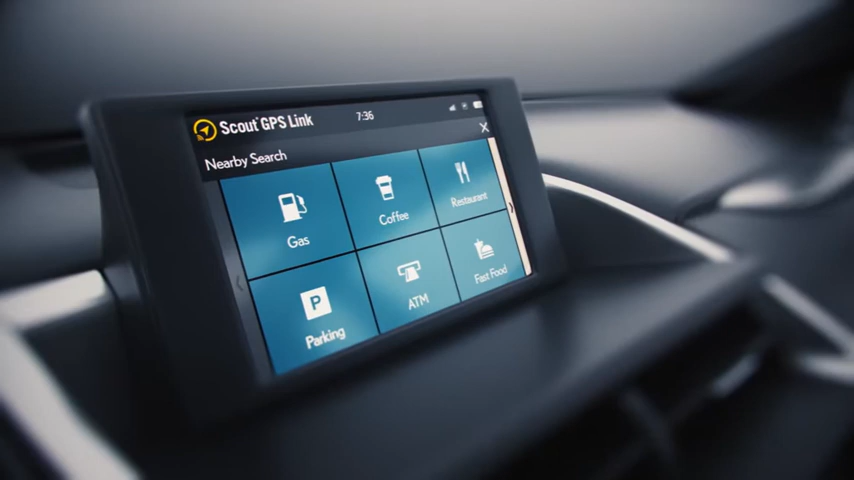 Scout® GPS Link
7:36
Nearby Search
Gas
Coffee
Restaurant
P
Parking
ATM
Fast Food